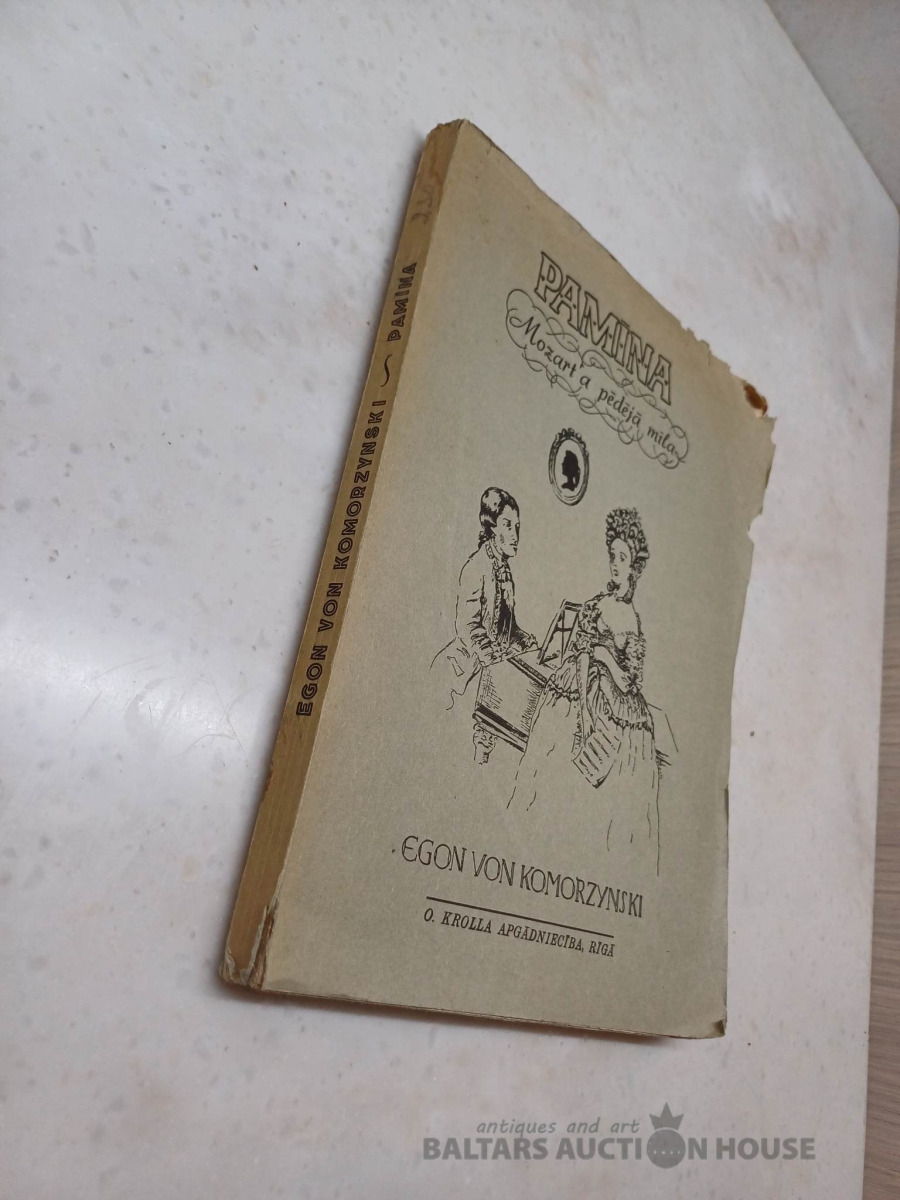 EGON VON KOMORZYNSKI ~ PAMINA
PAMINA
Mozart'a pēdējā mīla
EGON VON KOMORZYNSKI
O. KROLLA APGĀDNIECĪBA, RĪGĀ
antiques and art
BALTARS AUCTION HOUSE